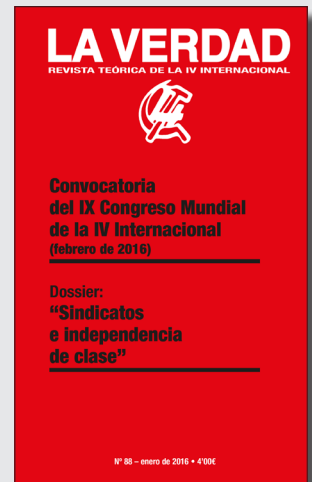 LA VERDAD
REVISTA TEÓRICA DE LA IV INTERNACIONAL
Convocatoria
del IX Congreso Mundial
de la IV Internacional
(febrero de 2016)
Dossier:
“Sindicatos
e independencia
de clase”
Nº 88 – enero de 2016 • 4'00€